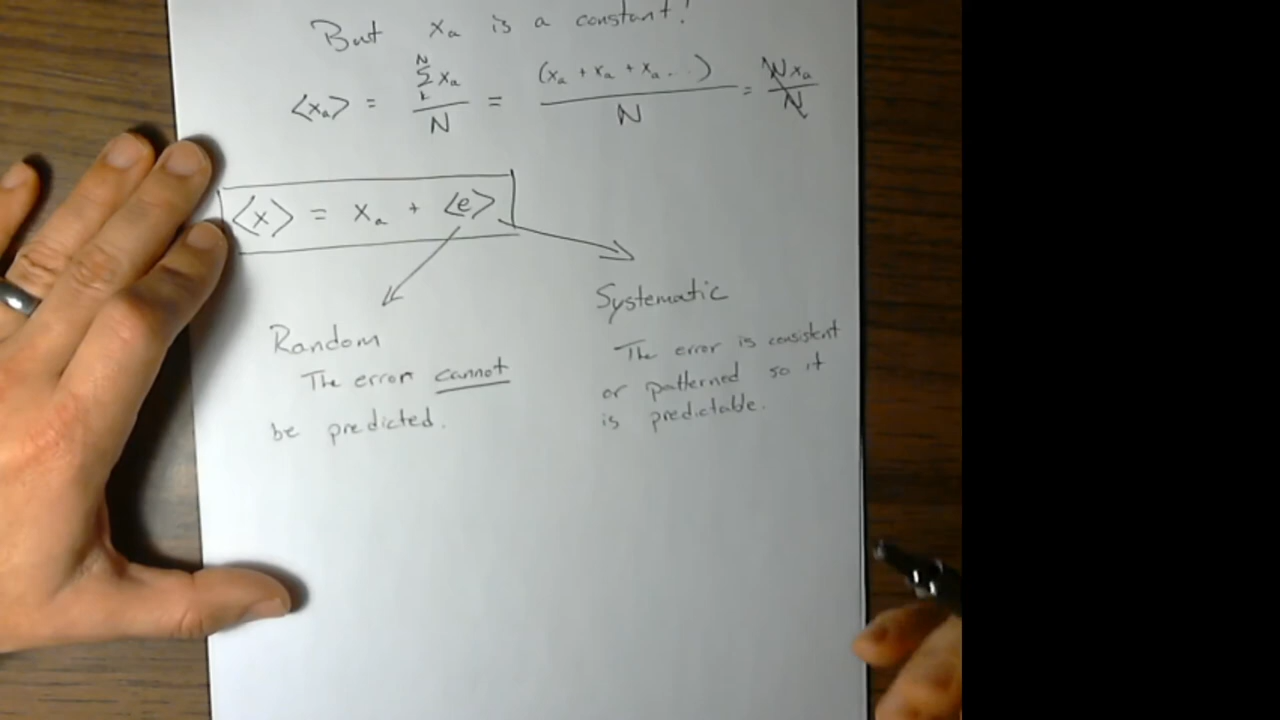 But xₐ is a constant!
⟨xₐ⟩ = Σₖᴺ xₐ / N = (xₐ + xₐ + xₐ ...) / N = N xₐ / N
⟨x⟩ = xₐ + ⟨e⟩
Random
The error cannot
be predicted.
Systematic
The error is consistent
or patterned so it
is predictable.